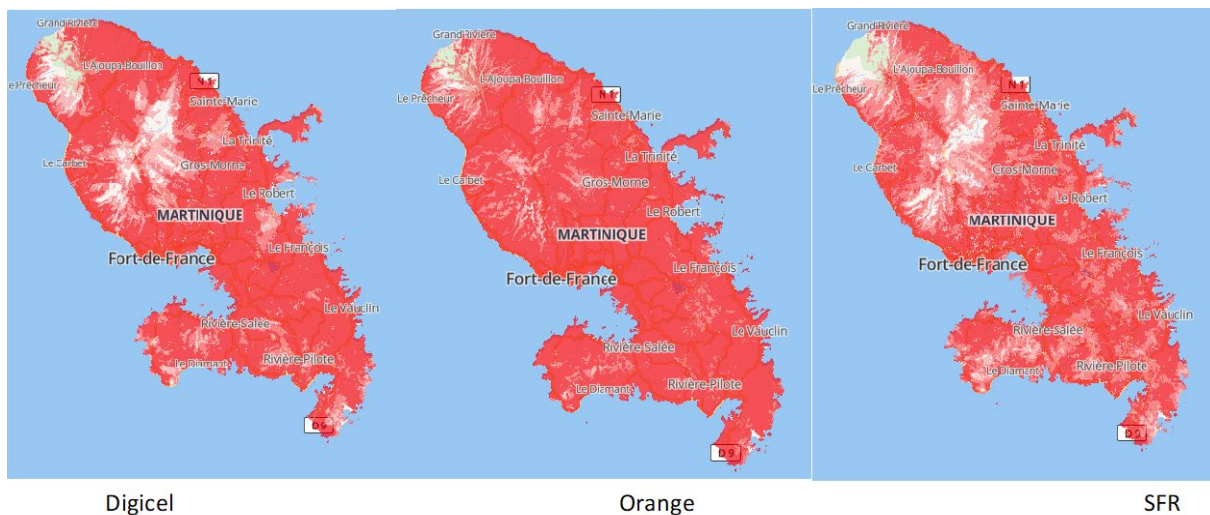 Grand'Rivière
L'Ajoupa-Bouillon
Le Prêcheur
N 1
Sainte-Marie
La Trinité
Le Carbet
Gros-Morne
Le Robert
MARTINIQUE
Le François
Fort-de-France
Le Vauclin
Rivière-Salée
Le Diamant
Rivière-Pilote
D 9
Digicel
Grand'Rivière
L'Ajoupa-Bouillon
Le Prêcheur
N 1
Sainte-Marie
La Trinité
Le Carbet
Gros-Morne
Le Robert
MARTINIQUE
Le François
Fort-de-France
Le Vauclin
Rivière-Salée
Le Diamant
Rivière-Pilote
D 9
Orange
Grand'Rivière
L'Ajoupa-Bouillon
Le Prêcheur
N 1
Sainte-Marie
La Trinité
Le Carbet
Gros-Morne
Le Robert
MARTINIQUE
Le François
Fort-de-France
Le Vauclin
Rivière-Salée
Le Diamant
Rivière-Pilote
D 9
SFR